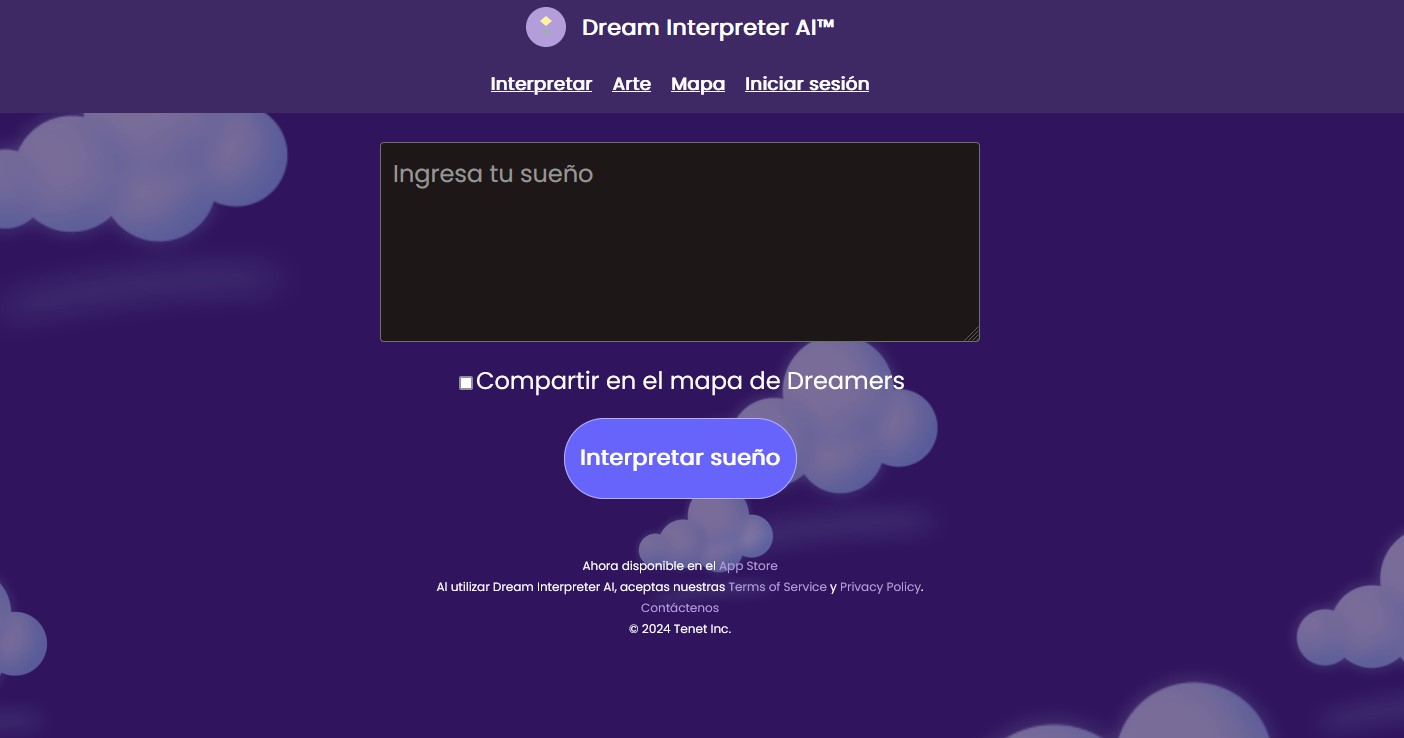 Dream Interpreter AI™
Interpretar Arte Mapa Iniciar sesión
Ingresa tu sueño
Compartir en el mapa de Dreamers
Interpretar sueño
Ahora disponible en el App Store
Al utilizar Dream Interpreter AI, aceptas nuestras Terms of Service y Privacy Policy.
Contáctenos
© 2024 Tenet Inc.